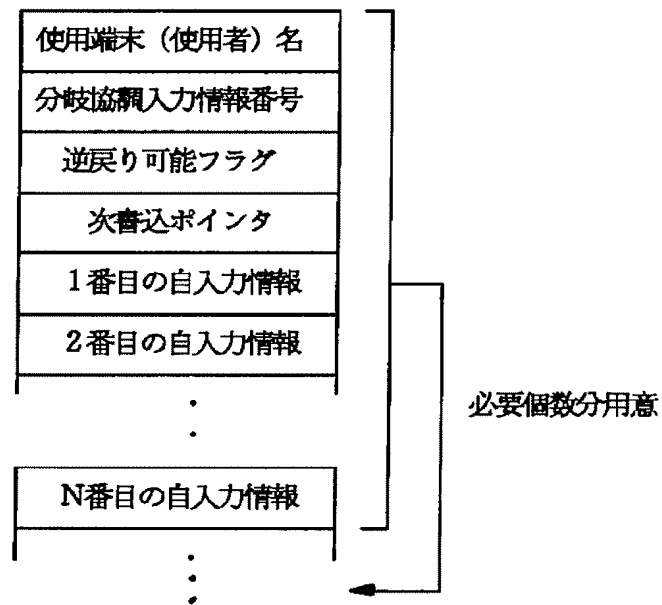 使用端末（使用者）名
分岐協調入力情報番号
逆戻り可能フラグ
次書込ポインタ
1番目の自入力情報
2番目の自入力情報
N番目の自入力情報
必要個数分用意